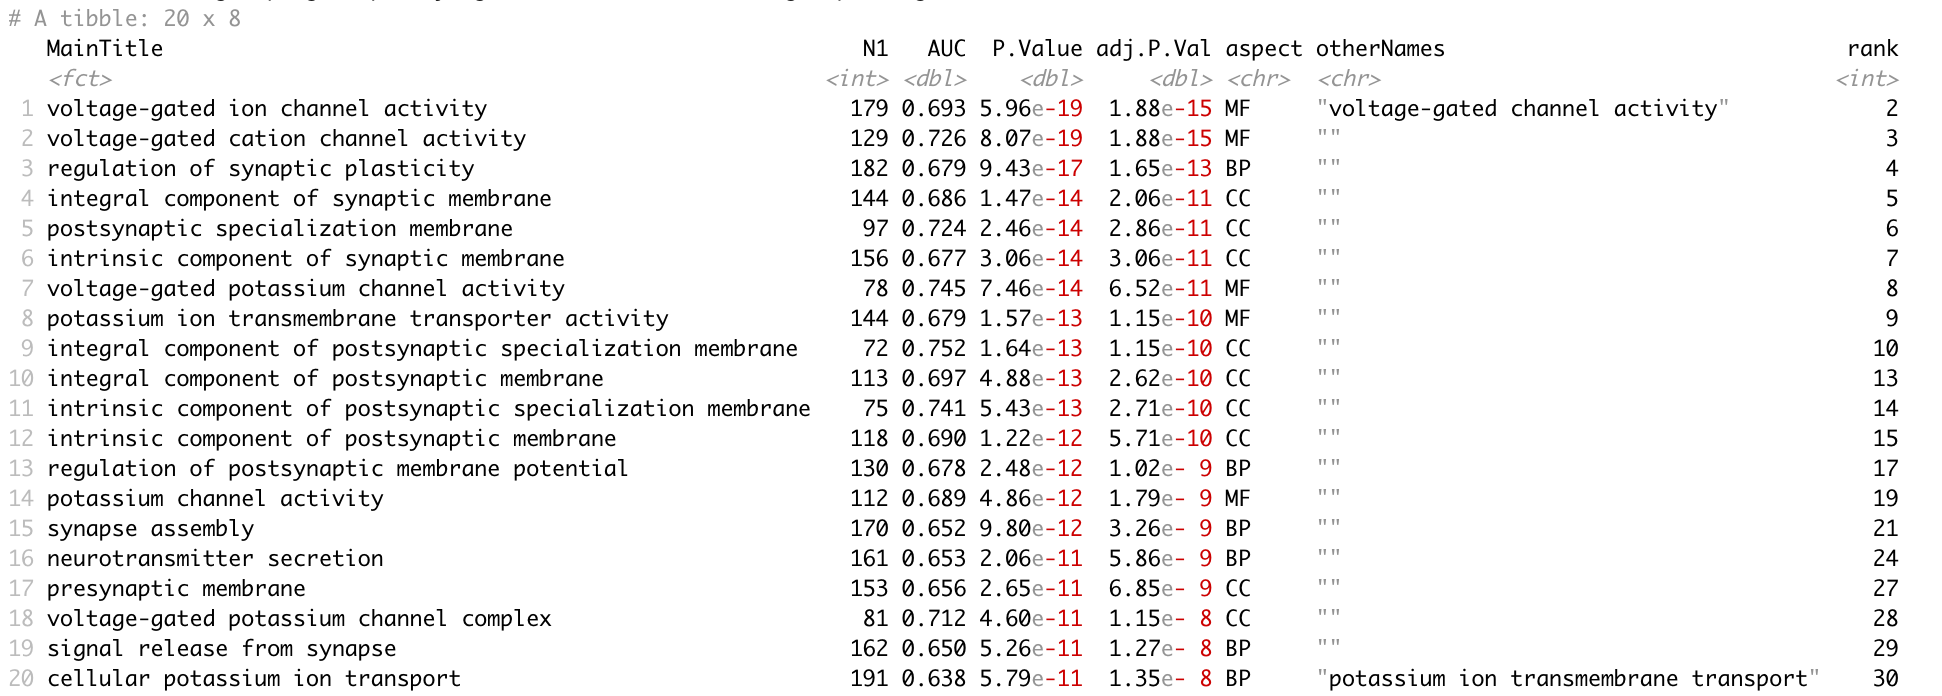 # A tibble: 20 x 8
MainTitle N1 AUC P.Value adj.P.Val aspect otherNames rank
<fct> <int> <dbl> <dbl> <dbl> <chr> <chr> <int>
1 voltage-gated ion channel activity 179 0.693 5.96e-19 1.88e-15 MF "voltage-gated channel activity" 2
2 voltage-gated cation channel activity 129 0.726 8.07e-19 1.88e-15 MF "" 3
3 regulation of synaptic plasticity 182 0.679 9.43e-17 1.65e-13 BP "" 4
4 integral component of synaptic membrane 144 0.686 1.47e-14 2.06e-11 CC "" 5
5 postsynaptic specialization membrane 97 0.724 2.46e-14 2.86e-11 CC "" 6
6 intrinsic component of synaptic membrane 156 0.677 3.06e-14 3.06e-11 CC "" 7
7 voltage-gated potassium channel activity 78 0.745 7.46e-14 6.52e-11 MF "" 8
8 potassium ion transmembrane transporter activity 144 0.679 1.57e-13 1.15e-10 MF "" 9
9 integral component of postsynaptic specialization membrane 72 0.752 1.64e-13 1.15e-10 CC "" 10
10 integral component of postsynaptic membrane 113 0.697 4.88e-13 2.62e-10 CC "" 13
11 intrinsic component of postsynaptic specialization membrane 75 0.741 5.43e-13 2.71e-10 CC "" 14
12 intrinsic component of postsynaptic membrane 118 0.690 1.22e-12 5.71e-10 CC "" 15
13 regulation of postsynaptic membrane potential 130 0.678 2.48e-12 1.02e- 9 BP "" 17
14 potassium channel activity 112 0.689 4.86e-12 1.79e- 9 MF "" 19
15 synapse assembly 170 0.652 9.80e-12 3.26e- 9 BP "" 21
16 neurotransmitter secretion 161 0.653 2.06e-11 5.86e- 9 BP "" 24
17 presynaptic membrane 153 0.656 2.65e-11 6.85e- 9 CC "" 27
18 voltage-gated potassium channel complex 81 0.712 4.60e-11 1.15e- 8 CC "" 28
19 signal release from synapse 162 0.650 5.26e-11 1.27e- 8 BP "" 29
20 cellular potassium ion transport 191 0.638 5.79e-11 1.35e- 8 BP "potassium ion transmembrane transport" 30